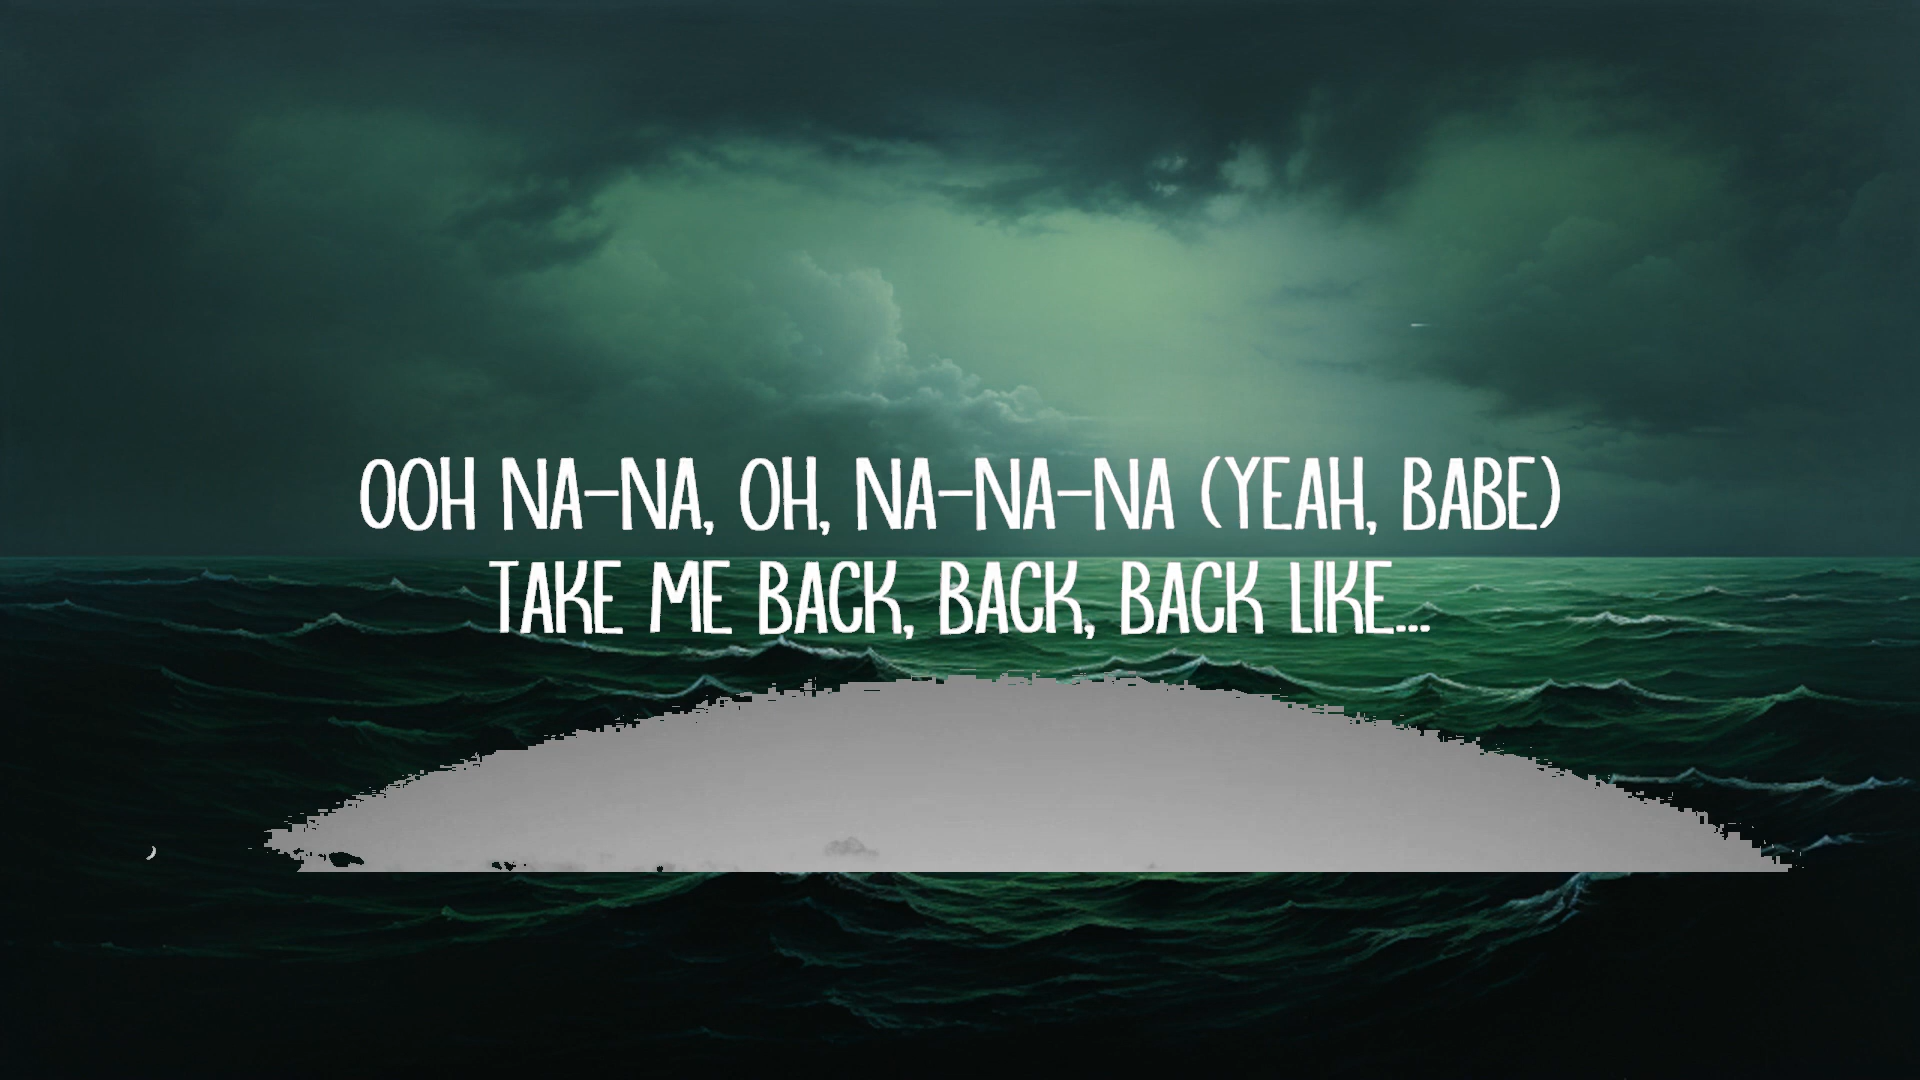 OOH NA-NA, OH, NA-NA-NA (YEAH, BABE)
TAKE ME BACK, BACK, BACK LIKE...